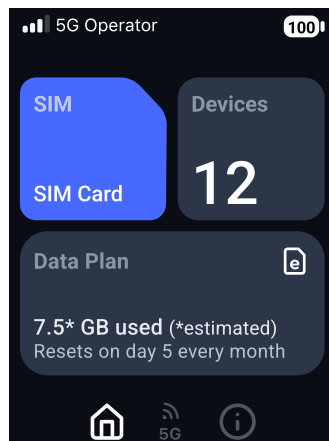 5G Operator
100
SIM
Devices
SIM Card
12
Data Plan
e
7.5* GB used (*estimated)
Resets on day 5 every month
5G